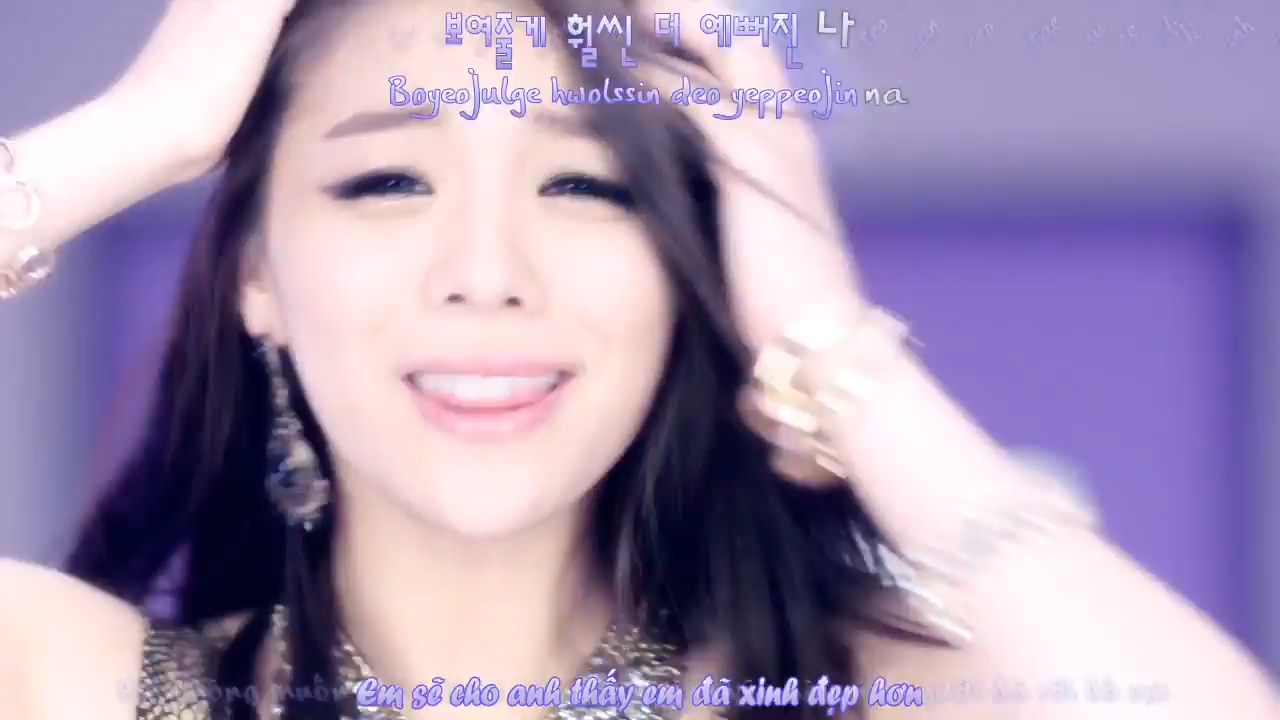 보여줄게 훨씬 더 예뻐진 나
Boyeojulge hwolssin deo yeppeojin na
Em sẽ cho anh thấy em đã xinh đẹp hơn